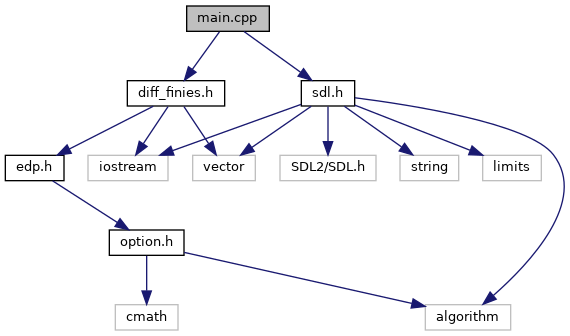 main.cpp
diff_finies.h
sdl.h
edp.h
iostream
vector
SDL2/SDL.h
string
limits
option.h
cmath
algorithm